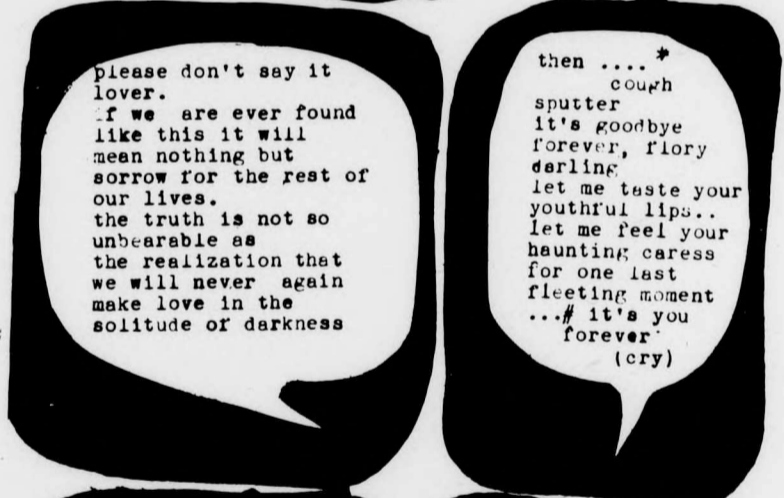 please don't say it
lover.
if we are ever found
like this it will
mean nothing but
sorrow for the rest of
our lives.
the truth is not so
unbearable as
the realization that
we will never again
make love in the
solitude of darkness
then ....*
cough
sputter
it's goodbye
forever, flory
darling
let me taste your
youthful lips..
let me feel your
haunting caress
for one last
fleeting moment
...# it's you
forever
(cry)